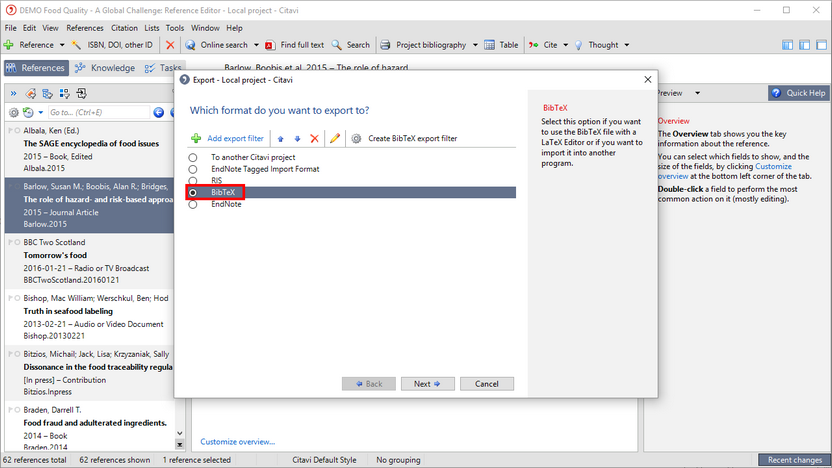 DEMO Food Quality - A Global Challenge: Reference Editor - Local project - Citavi
File Edit View References Citation Lists Tools Window Help
Reference ISBN, DOI, other ID Online search Find full text Search Project bibliography Table Cite Thought
References Knowledge Tasks
Barlow, Boobis et al. 2015 – The role of hazard
Go to... (Ctrl+E)
Albala, Ken (Ed.)
The SAGE encyclopedia of food issues
2015 – Book, Edited
Albala.2015
Barlow, Susan M.; Boobis, Alan R.; Bridges,
The role of hazard- and risk-based approa
2015 – Journal Article
Barlow.2015
BBC Two Scotland
Tomorrow's food
2016-01-21 – Radio or TV Broadcast
BBCTwoScotland.20160121
Bishop, Mac William; Werschkul, Ben; Hod
Truth in seafood labeling
2013-02-21 – Audio or Video Document
Bishop.20130221
Bitzios, Michail; Jack, Lisa; Krzyzaniak, Sally
Dissonance in the food traceability regula
[In press] – Contribution
Bitzios.Inpress
Braden, Darrell T.
Food fraud and adulterated ingredients.
2014 – Book
Braden.2014
Export - Local project - Citavi
Which format do you want to export to?
Add export filter Create BibTeX export filter
To another Citavi project
EndNote Tagged Import Format
RIS
BibTeX
EndNote
Back Next Cancel
BibTeX
Select this option if you want
to use the BibTeX file with a
LaTeX Editor or if you want to
import it into another
program.
Preview Quick Help
Overview
The Overview tab shows you the key
information about the reference.
You can select which fields to show, and the
size of the fields, by clicking Customize
overview at the bottom left corner of the tab.
Double-click a field to perform the most
common action on it (mostly editing).
Customize overview...
62 references total 62 references shown 1 reference selected Citavi Default Style No grouping Recent changes